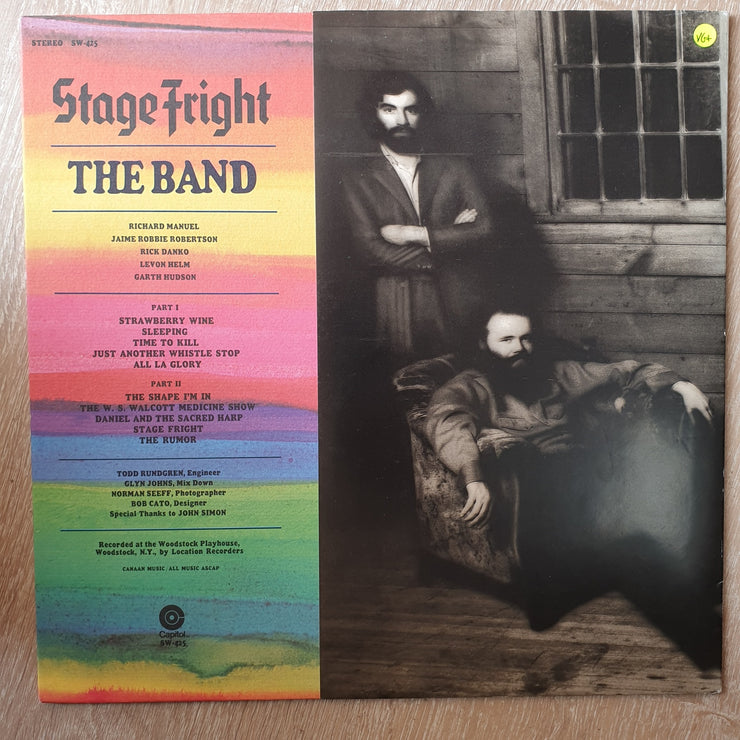 STEREO SW-425
VG+
Stage Fright
THE BAND
RICHARD MANUEL
JAIME ROBBIE ROBERTSON
RICK DANKO
LEVON HELM
GARTH HUDSON
PART I
STRAWBERRY WINE
SLEEPING
TIME TO KILL
JUST ANOTHER WHISTLE STOP
ALL LA GLORY
PART II
THE SHAPE I'M IN
THE W. S. WALCOTT MEDICINE SHOW
DANIEL AND THE SACRED HARP
STAGE FRIGHT
THE RUMOR
TODD RUNDGREN, Engineer
GLYN JOHNS, Mix Down
NORMAN SEEFF, Photographer
BOB CATO, Designer
Special Thanks to JOHN SIMON
Recorded at the Woodstock Playhouse,
Woodstock, N.Y., by Location Recorders
CANAAN MUSIC / ALL MUSIC ASCAP
Capitol
SW-425